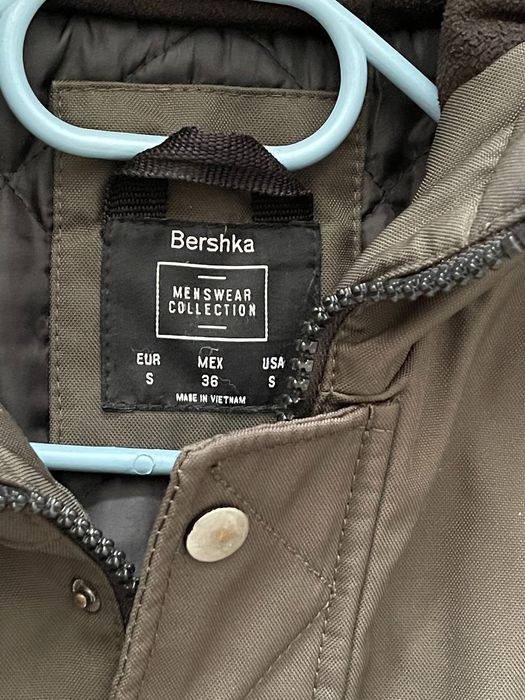 Bershka
MENSWEAR
COLLECTION
EUR MEX USA
S 36 S
MADE IN VIETNAM